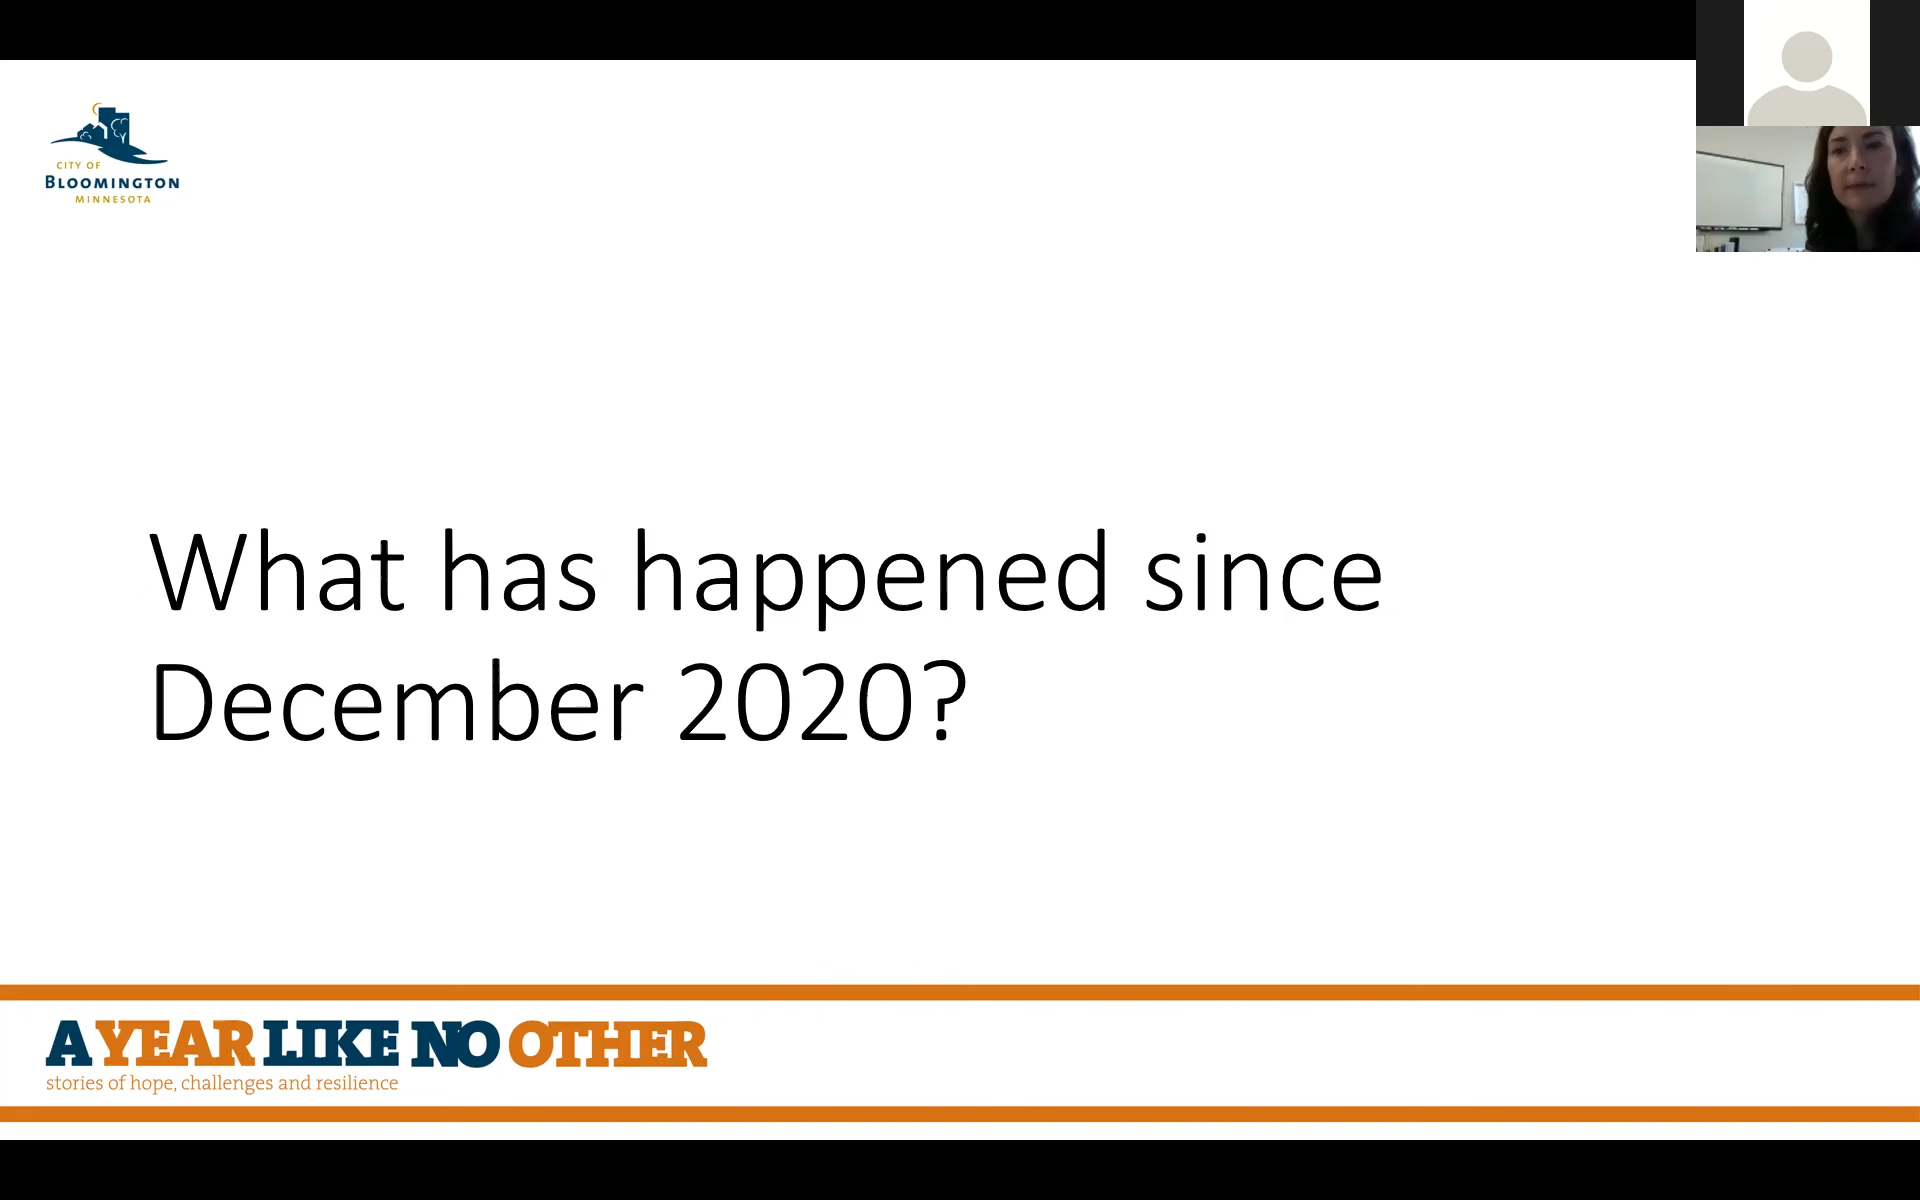 CITY OF
BLOOMINGTON
MINNESOTA
What has happened since
December 2020?
A YEAR LIKE NO OTHER
stories of hope, challenges and resilience